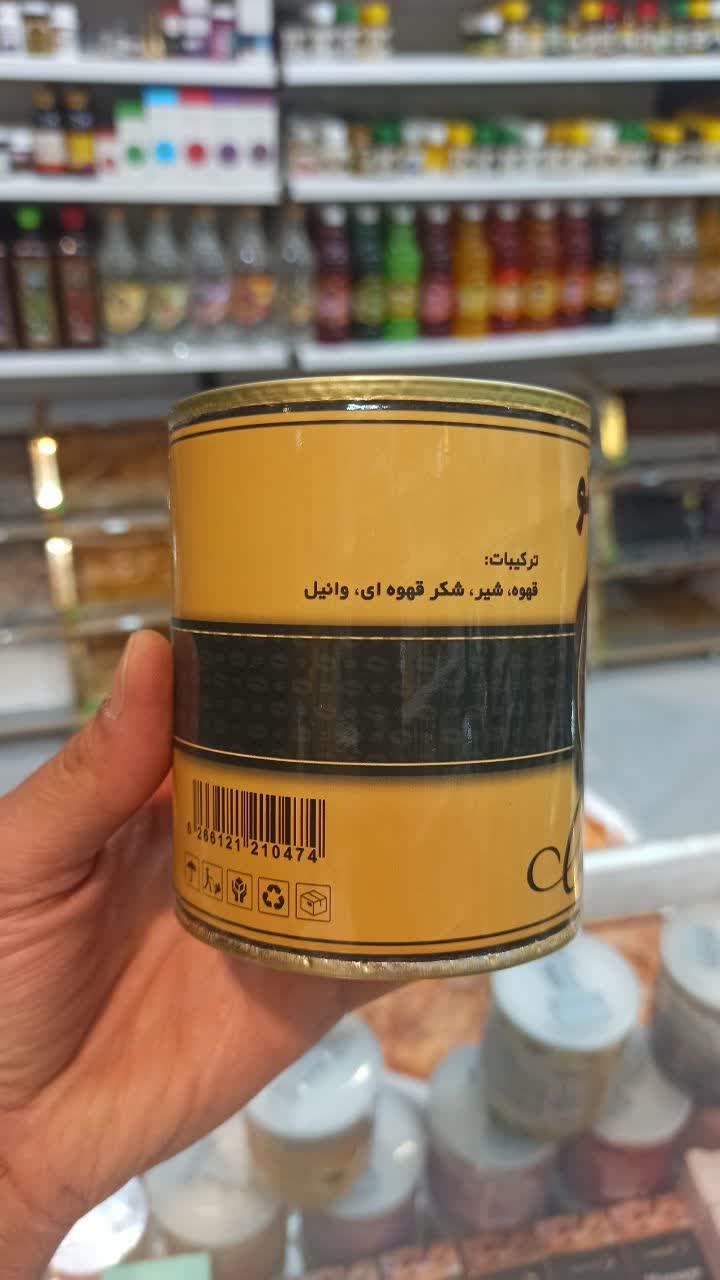 ترکیبات:
قهوه، شیر، شکر قهوه ای، وانیل
6 266121 210474